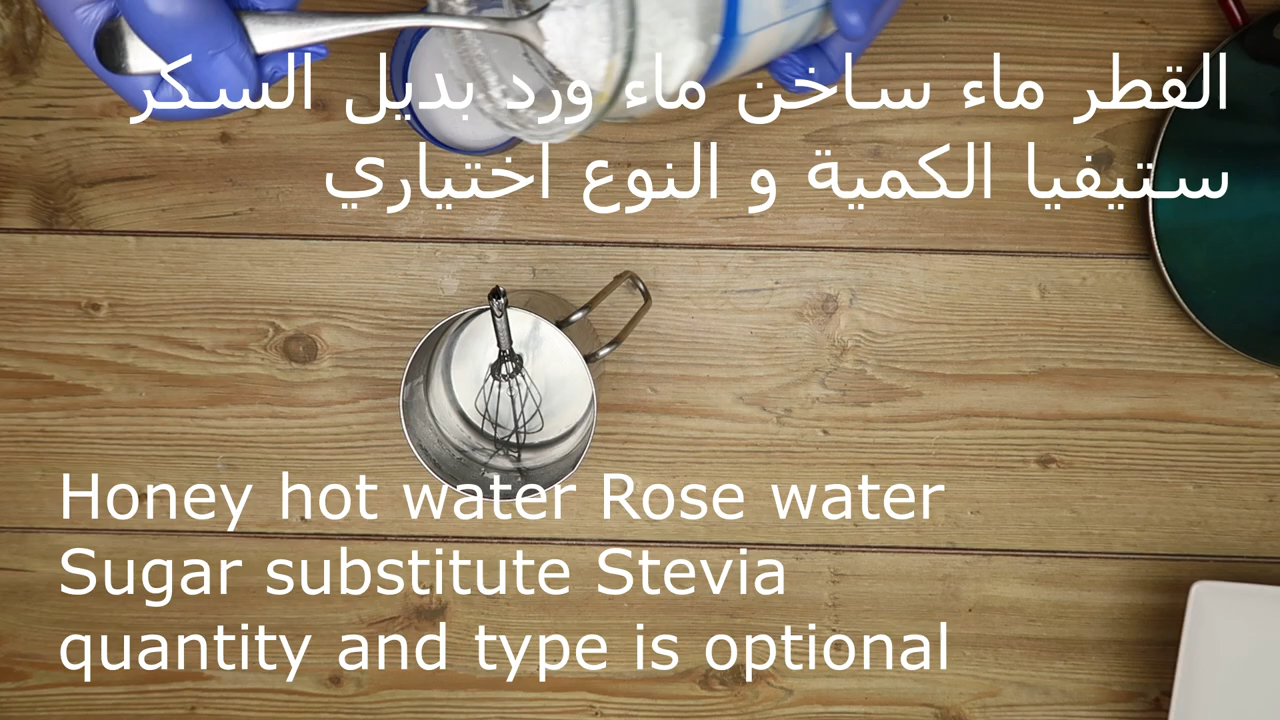 القطر ماء ساخن ماء ورد بديل السكر
ستيفيا الكمية و النوع اختياري
Honey hot water Rose water
Sugar substitute Stevia
quantity and type is optional